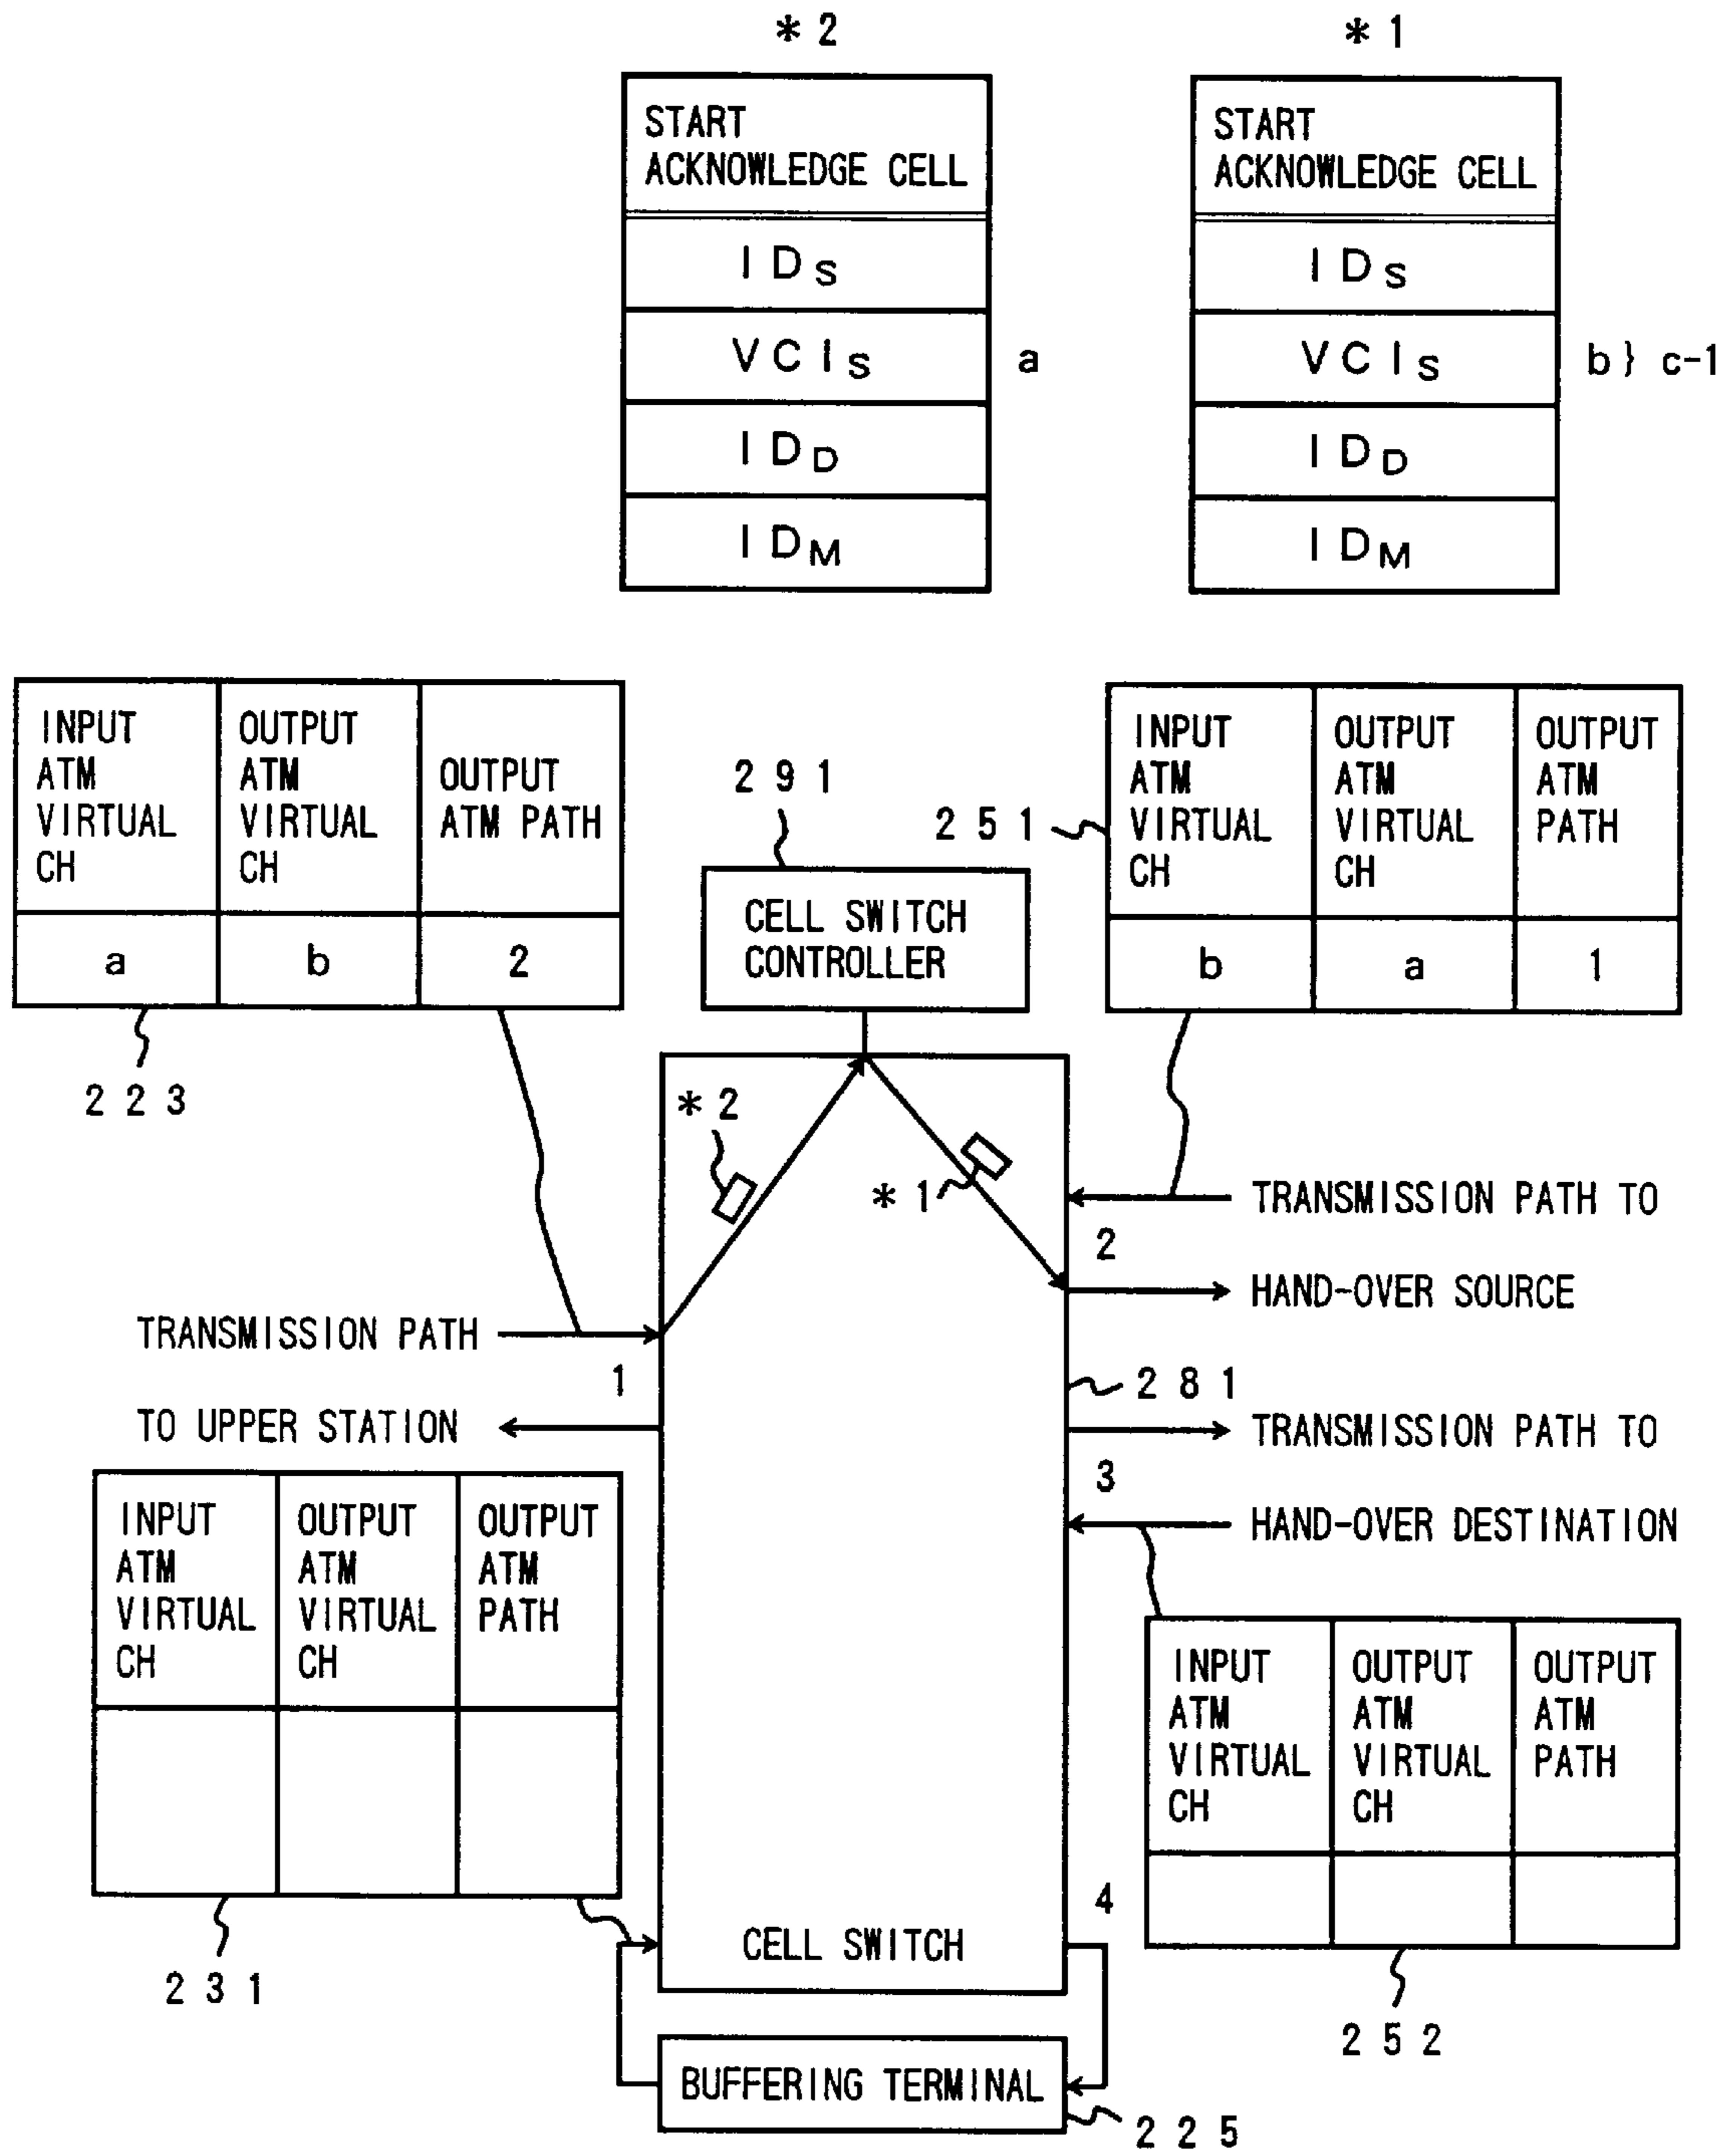 *2
START
ACKNOWLEDGE CELL
IDS
VCIS
a
IDD
IDM
*1
START
ACKNOWLEDGE CELL
IDS
VCIS
b} c-1
IDD
IDM
INPUT
ATM
VIRTUAL
CH
OUTPUT
ATM
VIRTUAL
CH
OUTPUT
ATM PATH
a
b
2
223
291
CELL SWITCH
CONTROLLER
251
INPUT
ATM
VIRTUAL
CH
OUTPUT
ATM
VIRTUAL
CH
OUTPUT
ATM
PATH
b
a
1
*2
*1
TRANSMISSION PATH TO
2
HAND-OVER SOURCE
TRANSMISSION PATH
1
TO UPPER STATION
281
TRANSMISSION PATH TO
3
HAND-OVER DESTINATION
INPUT
ATM
VIRTUAL
CH
OUTPUT
ATM
VIRTUAL
CH
OUTPUT
ATM
PATH
231
INPUT
ATM
VIRTUAL
CH
OUTPUT
ATM
VIRTUAL
CH
OUTPUT
ATM
PATH
252
4
CELL SWITCH
BUFFERING TERMINAL
225